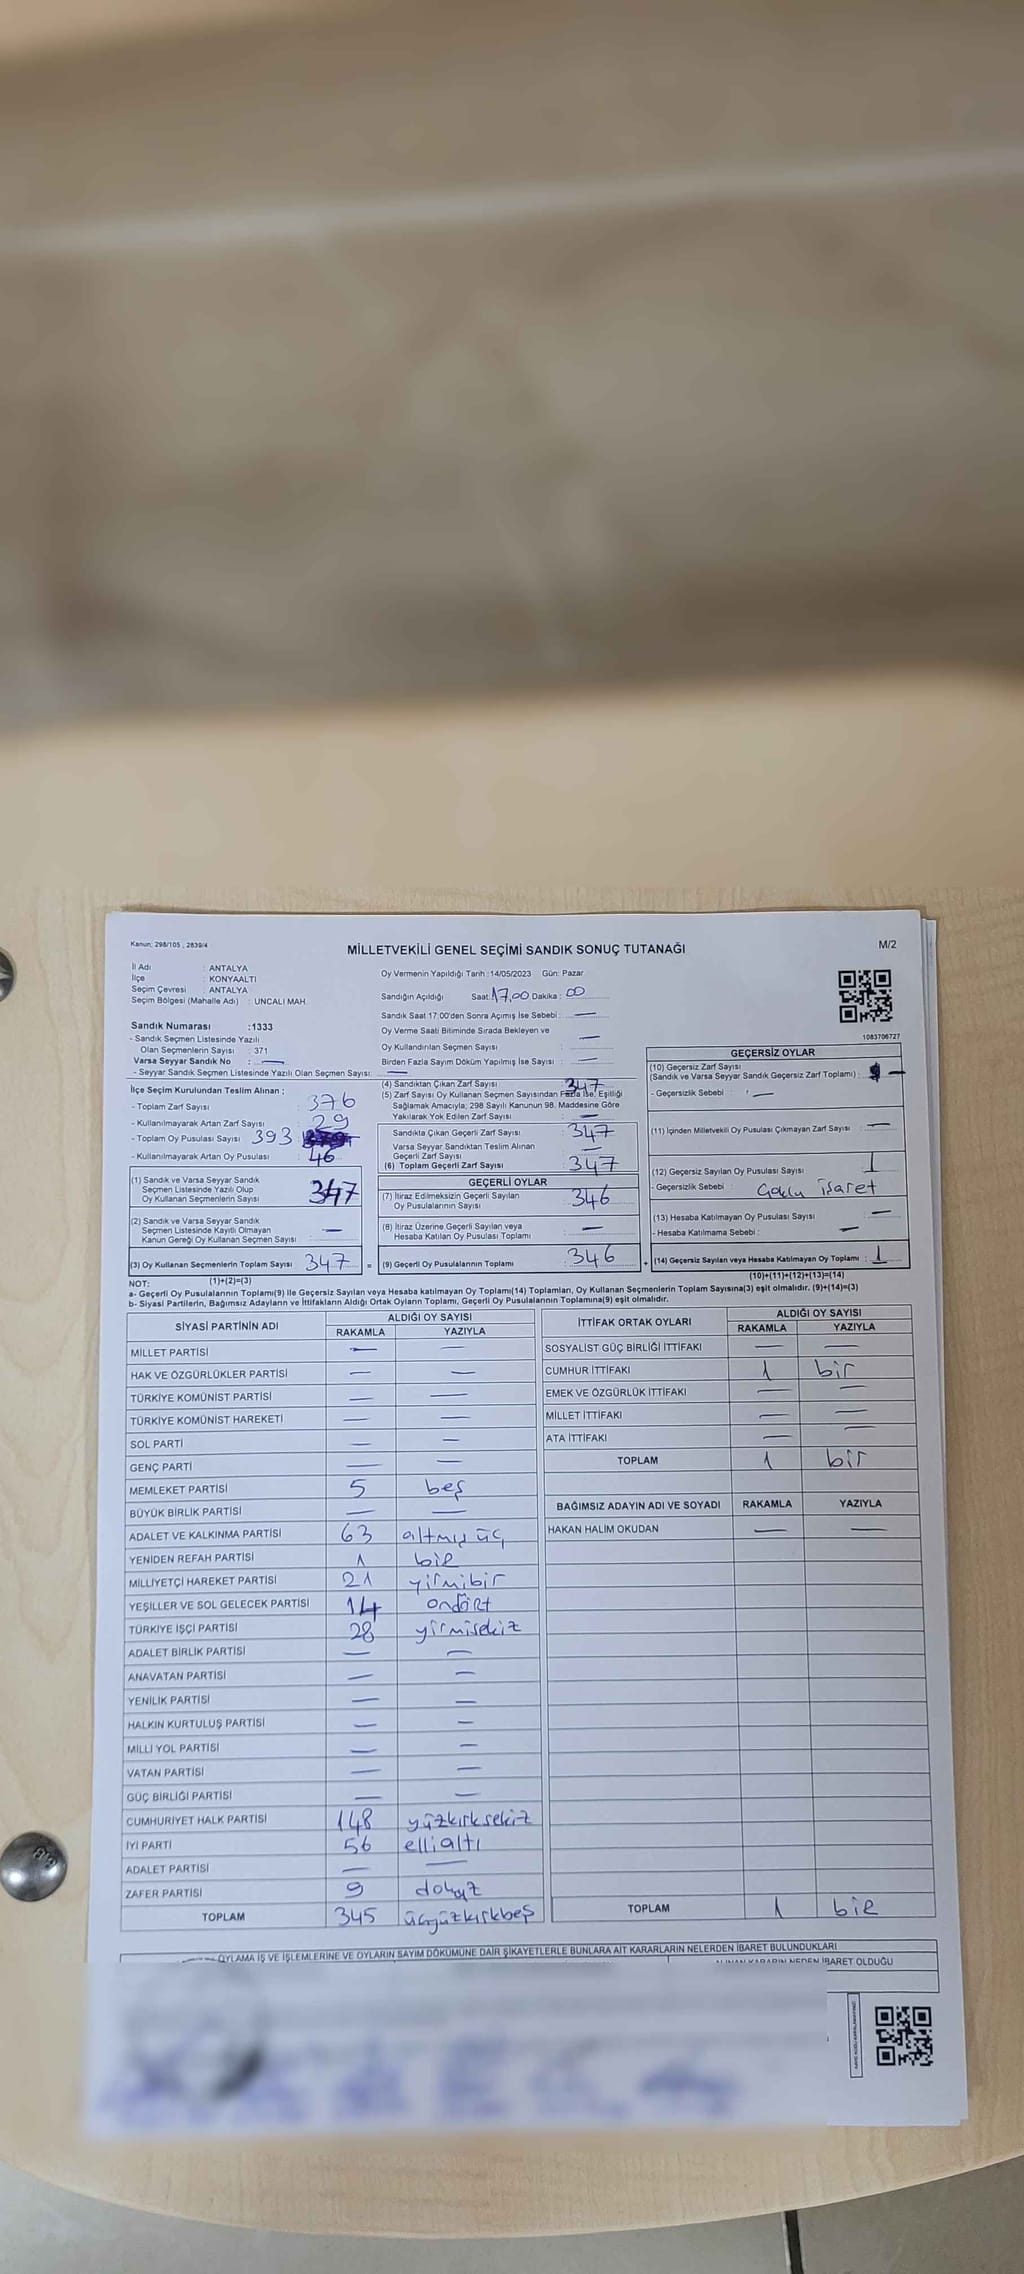 Kanun; 298/105 , 2839/4
MİLLETVEKİLİ GENEL SEÇİMİ SANDIK SONUÇ TUTANAĞI
M/2
İl Adı : ANTALYA
İlçe : KONYAALTI
Seçim Çevresi : ANTALYA
Seçim Bölgesi (Mahalle Adı) : UNCALI MAH.
Oy Vermenin Yapıldığı Tarih :14/05/2023 Gün: Pazar
Sandığın Açıldığı Saat: 17,00 Dakika : 00
Sandık Saat 17.00'den Sonra Açılmış İse Sebebi : —
Oy Verme Saati Bitiminde Sırada Bekleyen ve
Oy Kullandırılan Seçmen Sayısı : —
Birden Fazla Sayım Döküm Yapılmış İse Sayısı : —
1083706727
Sandık Numarası :1333
- Sandık Seçmen Listesinde Yazılı
Olan Seçmenlerin Sayısı : 371
Varsa Seyyar Sandık No : —
- Seyyar Sandık Seçmen Listesinde Yazılı Olan Seçmen Sayısı: —
İlçe Seçim Kurulundan Teslim Alınan ;
- Toplam Zarf Sayısı : 376
- Kullanılmayarak Artan Zarf Sayısı : 29
- Toplam Oy Pusulası Sayısı 393
- Kullanılmayarak Artan Oy Pusulası : 46
(1) Sandık ve Varsa Seyyar Sandık
Seçmen Listesinde Yazılı Olup
Oy Kullanan Seçmenlerin Sayısı : 347
(2) Sandık ve Varsa Seyyar Sandık
Seçmen Listesinde Kayıtlı Olmayan
Kanun Gereği Oy Kullanan Seçmen Sayısı : —
(3) Oy Kullanan Seçmenlerin Toplam Sayısı : 347 =
(1)+(2)=(3)
(4) Sandıktan Çıkan Zarf Sayısı : 347
(5) Zarf Sayısı Oy Kullanan Seçmen Sayısından Fazla İse, Eşitliği
Sağlamak Amacıyla; 298 Sayılı Kanunun 98. Maddesine Göre
Yakılarak Yok Edilen Zarf Sayısı : —
Sandıkta Çıkan Geçerli Zarf Sayısı : 347
Varsa Seyyar Sandıktan Teslim Alınan
Geçerli Zarf Sayısı : —
(6) Toplam Geçerli Zarf Sayısı : 347
GEÇERLİ OYLAR
(7) İtiraz Edilmeksizin Geçerli Sayılan
Oy Pusulalarının Sayısı : 346
(8) İtiraz Üzerine Geçerli Sayılan veya
Hesaba Katılan Oy Pusulası Toplamı : —
(9) Geçerli Oy Pusulalarının Toplamı : 346 +
GEÇERSİZ OYLAR
(10) Geçersiz Zarf Sayısı
(Sandık ve Varsa Seyyar Sandık Geçersiz Zarf Toplamı) : —
- Geçersizlik Sebebi : —
(11) İçinden Milletvekili Oy Pusulası Çıkmayan Zarf Sayısı : —
(12) Geçersiz Sayılan Oy Pusulası Sayısı : 1
- Geçersizlik Sebebi : Çoklu işaret
(13) Hesaba Katılmayan Oy Pusulası Sayısı : —
- Hesaba Katılmama Sebebi : —
(14) Geçersiz Sayılan veya Hesaba Katılmayan Oy Toplamı : 1
(10)+(11)+(12)+(13)=(14)
NOT:
a- Geçerli Oy Pusulalarının Toplamı(9) ile Geçersiz Sayılan veya Hesaba katılmayan Oy Toplamı(14) Toplamları, Oy Kullanan Seçmenlerin Toplam Sayısına(3) eşit olmalıdır. (9)+(14)=(3)
b- Siyasi Partilerin, Bağımsız Adayların ve İttifakların Aldığı Ortak Oyların Toplamı, Geçerli Oy Pusulalarının Toplamına(9) eşit olmalıdır.
SİYASİ PARTİNİN ADI ALDIĞI OY SAYISI
RAKAMLA YAZIYLA
MİLLET PARTİSİ — —
HAK VE ÖZGÜRLÜKLER PARTİSİ — —
TÜRKİYE KOMÜNİST PARTİSİ — —
TÜRKİYE KOMÜNİST HAREKETİ — —
SOL PARTİ — —
GENÇ PARTİ — —
MEMLEKET PARTİSİ 5 beş
BÜYÜK BİRLİK PARTİSİ — —
ADALET VE KALKINMA PARTİSİ 63 altmış üç
YENİDEN REFAH PARTİSİ 1 bir
MİLLİYETÇİ HAREKET PARTİSİ 21 yirmibir
YEŞİLLER VE SOL GELECEK PARTİSİ 14 ondört
TÜRKİYE İŞÇİ PARTİSİ 28 yirmisekiz
ADALET BİRLİK PARTİSİ — —
ANAVATAN PARTİSİ — —
YENİLİK PARTİSİ — —
HALKIN KURTULUŞ PARTİSİ — —
MİLLİ YOL PARTİSİ — —
VATAN PARTİSİ — —
GÜÇ BİRLİĞİ PARTİSİ — —
CUMHURİYET HALK PARTİSİ 148 yüzkırksekiz
İYİ PARTİ 56 ellialtı
ADALET PARTİSİ — —
ZAFER PARTİSİ 9 dokuz
TOPLAM 345 üçyüzkırkbeş
İTTİFAK ORTAK OYLARI ALDIĞI OY SAYISI
RAKAMLA YAZIYLA
SOSYALİST GÜÇ BİRLİĞİ İTTİFAKI — —
CUMHUR İTTİFAKI 1 bir
EMEK VE ÖZGÜRLÜK İTTİFAKI — —
MİLLET İTTİFAKI — —
ATA İTTİFAKI — —
TOPLAM 1 bir
BAĞIMSIZ ADAYIN ADI VE SOYADI RAKAMLA YAZIYLA
HAKAN HALİM OKUDAN — —
TOPLAM 1 bir
OYLAMA İŞ VE İŞLEMLERİNE VE OYLARIN SAYIM DÖKÜMÜNE DAİR ŞİKAYETLERLE BUNLARA AİT KARARLARIN NELERDEN İBARET BULUNDUKLARI
ALINAN KARARIN NEDEN İBARET OLDUĞU